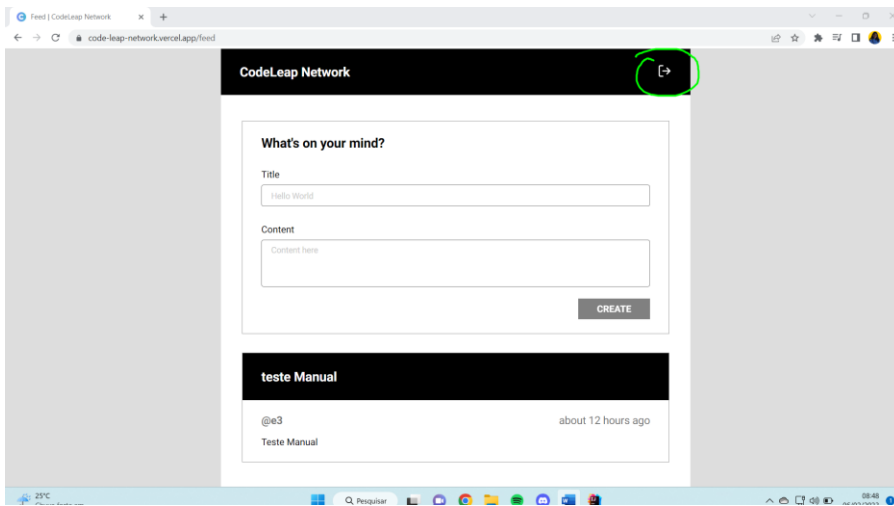 Feed | CodeLeap Network
code-leap-network.vercel.app/feed
CodeLeap Network
What's on your mind?
Title
Hello World
Content
Content here
CREATE
teste Manual
@e3
about 12 hours ago
Teste Manual
25°C
Pesquisar
08:48